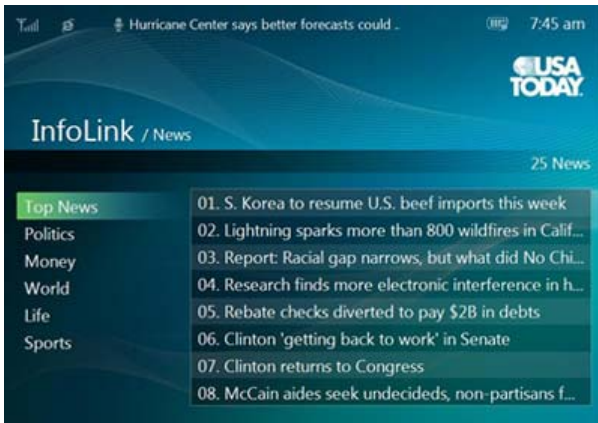 Hurricane Center says better forecasts could ..
7:45 am
USA
TODAY.
InfoLink / News
25 News
Top News
Politics
Money
World
Life
Sports
01. S. Korea to resume U.S. beef imports this week
02. Lightning sparks more than 800 wildfires in Calif...
03. Report: Racial gap narrows, but what did No Chi...
04. Research finds more electronic interference in h...
05. Rebate checks diverted to pay $2B in debts
06. Clinton 'getting back to work' in Senate
07. Clinton returns to Congress
08. McCain aides seek undecideds, non-partisans f...